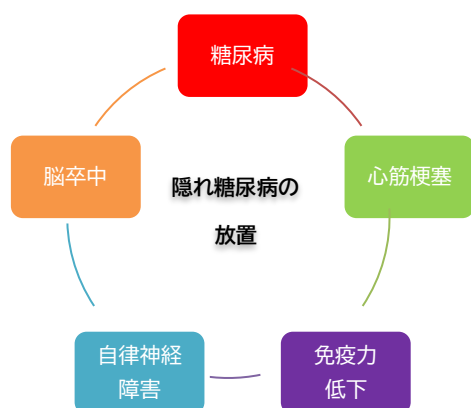 糖尿病
脳卒中
心筋梗塞
隠れ糖尿病の
放置
自律神経
障害
免疫力
低下